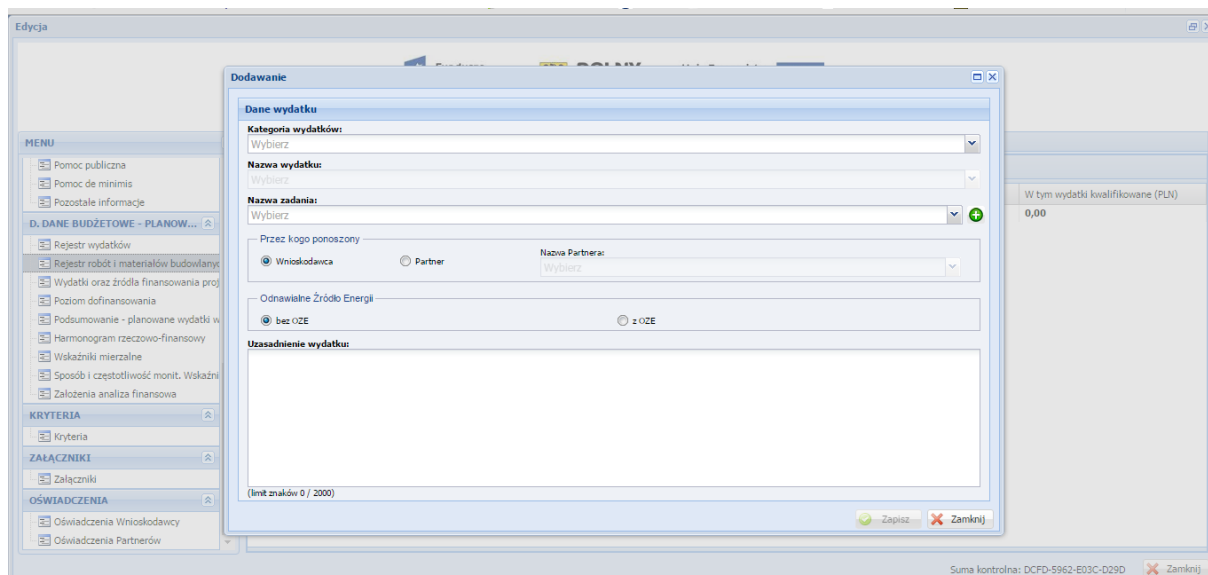 Edycja
Dodawanie
Dane wydatku
Kategoria wydatków:
Wybierz
Nazwa wydatku:
Wybierz
Nazwa zadania:
Wybierz
Przez kogo ponoszony
Nazwa Partnera:
Wnioskodawca Partner Wybierz
Odnawialne Źródło Energii
bez OZE z OZE
Uzasadnienie wydatku:
(limit znaków 0 / 2000)
Zapisz Zamknij
MENU
Pomoc publiczna
Pomoc de minimis
Pozostałe informacje
D. DANE BUDŻETOWE - PLANOW...
Rejestr wydatków
Rejestr robót i materiałów budowlany
Wydatki oraz źródła finansowania proj
Poziom dofinansowania
Podsumowanie - planowane wydatki w
Harmonogram rzeczowo-finansowy
Wskaźniki mierzalne
Sposób i częstotliwość monit. Wskaźni
Założenia analiza finansowa
KRYTERIA
Kryteria
ZAŁĄCZNIKI
Załączniki
OŚWIADCZENIA
Oświadczenia Wnioskodawcy
Oświadczenia Partnerów
W tym wydatki kwalifikowane (PLN)
0,00
Suma kontrolna: DCFD-5962-E03C-D29D Zamknij